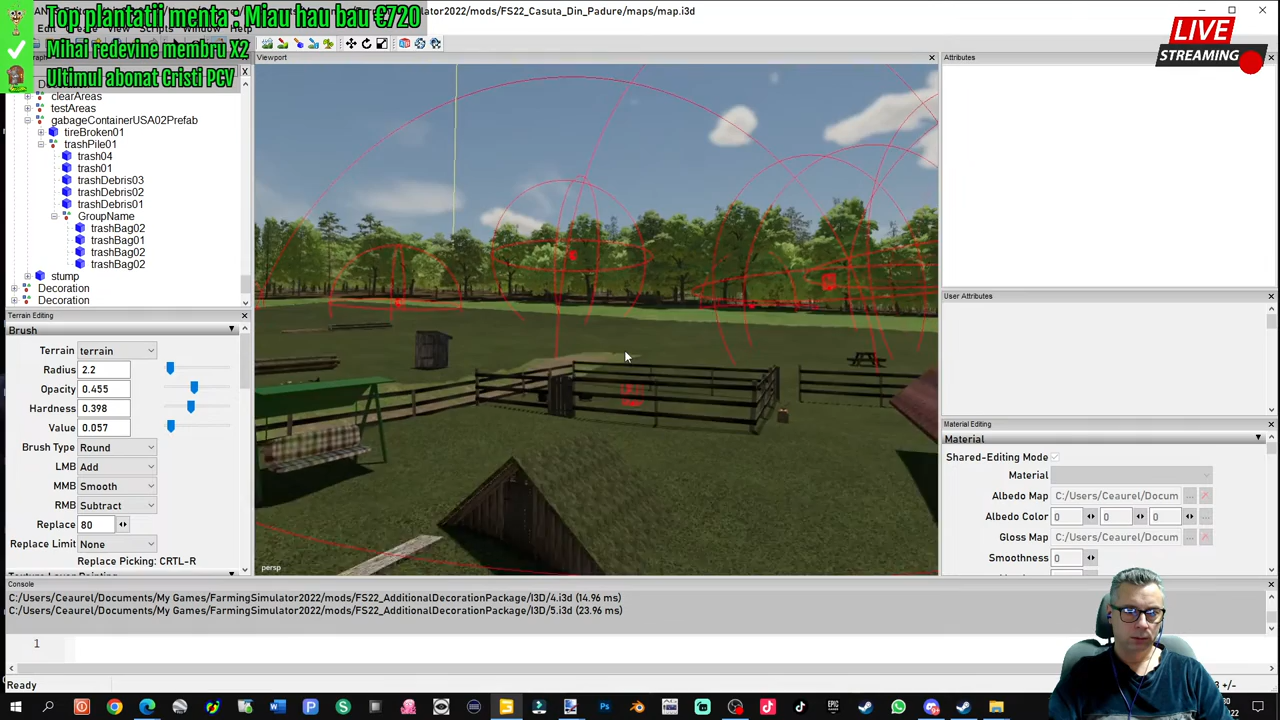 Top plantatii menta : Miau hau bau €720
Mihai redevine membru X2
Ultimul abonat Cristi PCV
Simulator2022/mods/FS22_Casuta_Din_Padure/maps/map.i3d
LIVE
STREAMING
Viewport
Attributes
clearAreas
testAreas
gabageContainerUSA02Prefab
tireBroken01
trashPile01
trash04
trash01
trashDebris03
trashDebris02
trashDebris01
GroupName
trashBag02
trashBag01
trashBag02
trashBag02
stump
Decoration
Decoration
Terrain Editing
Brush
Terrain terrain
Radius 2.2
Opacity 0.455
Hardness 0.398
Value 0.057
Brush Type Round
LMB Add
MMB Smooth
RMB Subtract
Replace 80
Replace Limit None
Replace Picking: CRTL-R
persp
User Attributes
Material Editing
Material
Shared-Editing Mode
Material
Albedo Map C:/Users/Ceaurel/Docum ...
Albedo Color 0 0 0 ...
Gloss Map C:/Users/Ceaurel/Docum ...
Smoothness 0
Console
C:/Users/Ceaurel/Documents/My Games/FarmingSimulator2022/mods/FS22_AdditionalDecorationPackage/I3D/4.i3d (14.96 ms)
C:/Users/Ceaurel/Documents/My Games/FarmingSimulator2022/mods/FS22_AdditionalDecorationPackage/I3D/5.i3d (23.96 ms)
1
Ready